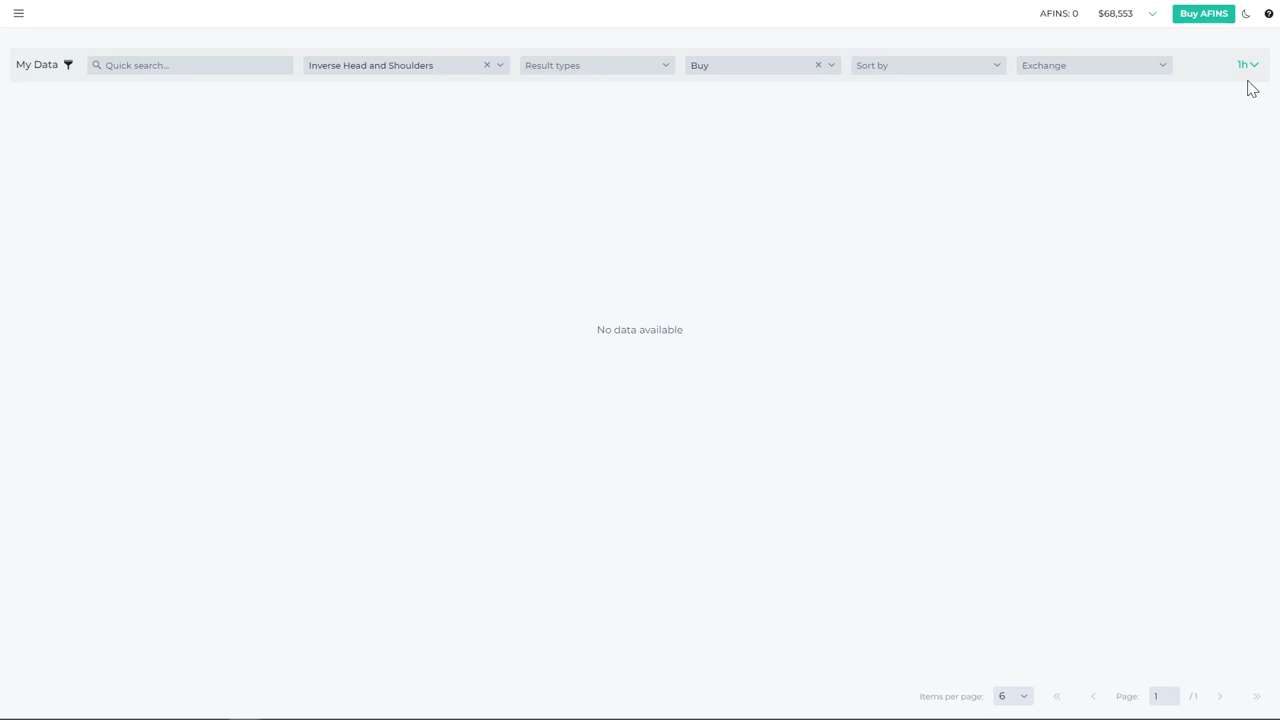 AFINS: 0 $68,553 Buy AFINS
My Data Quick search... Inverse Head and Shoulders Result types Buy Sort by Exchange 1h
No data available
Items per page: 6 Page: 1 / 1